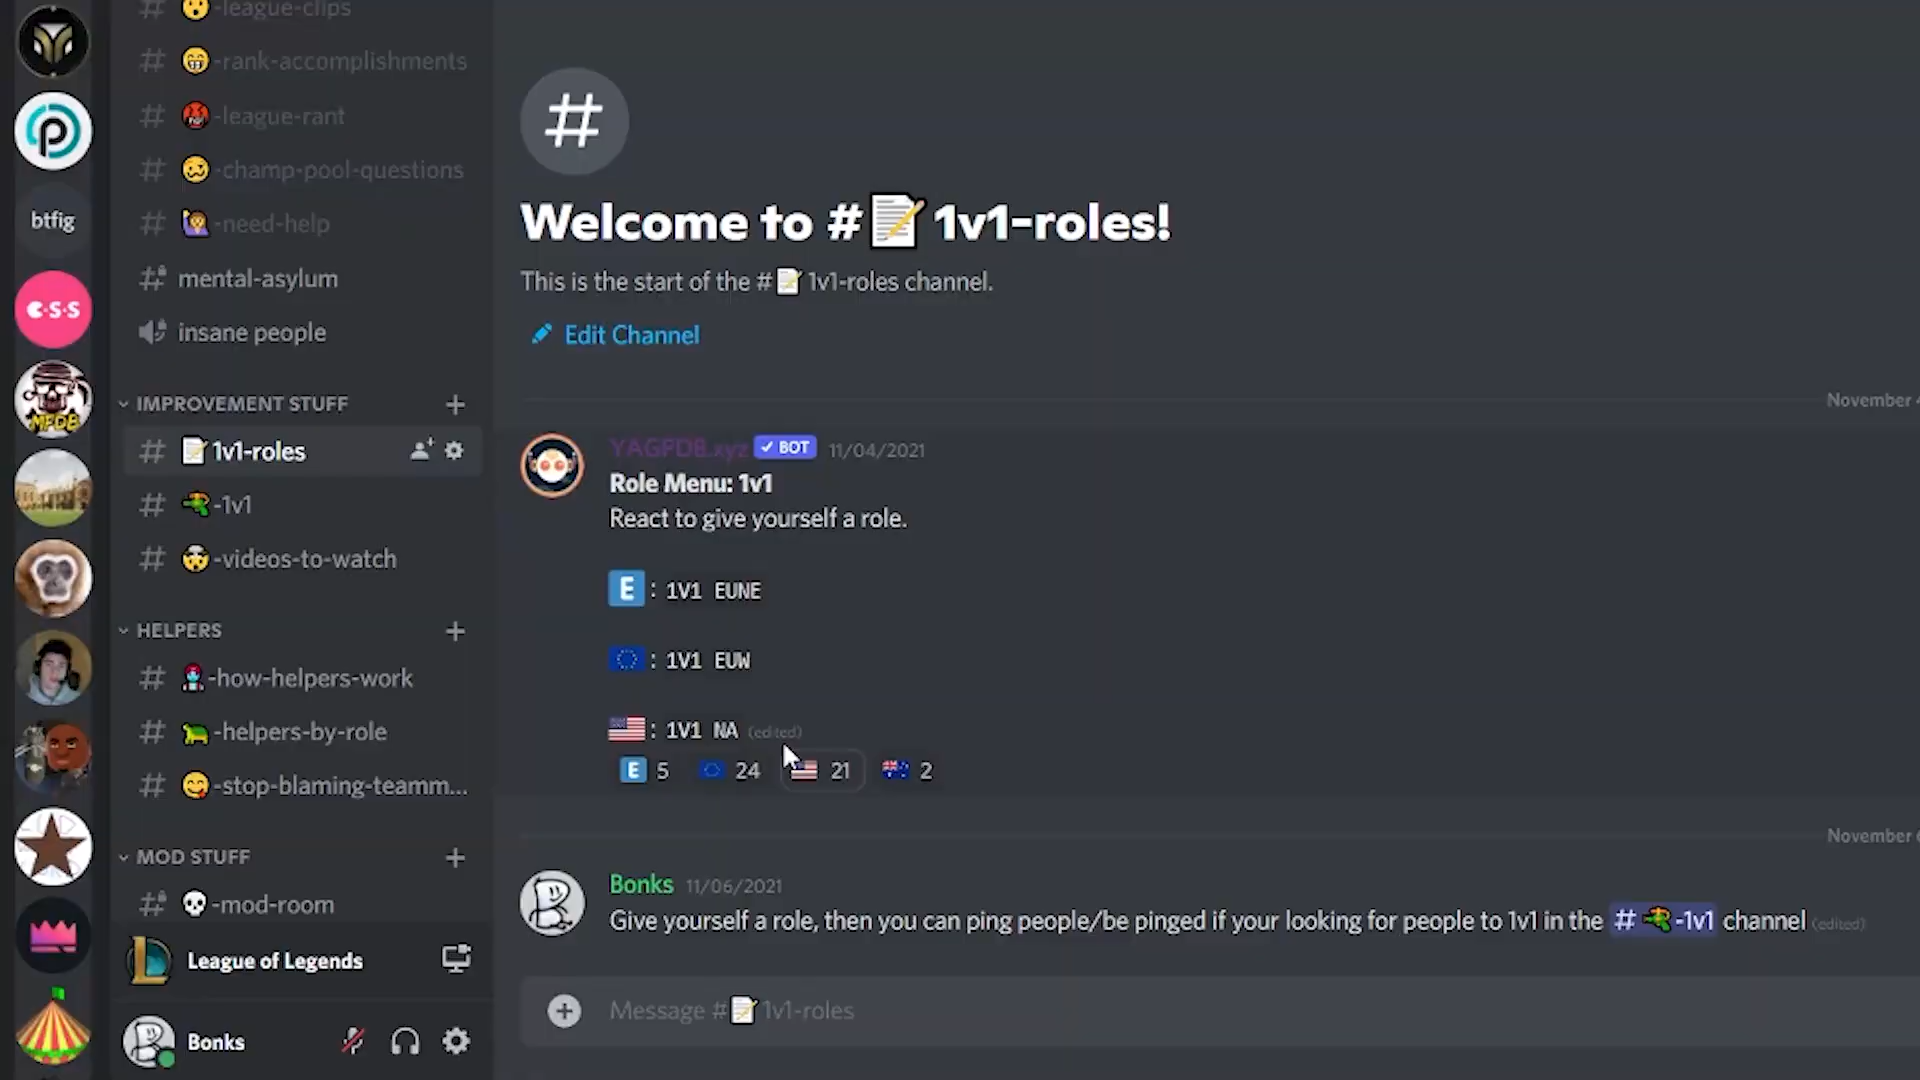 -league-clips
-rank-accomplishments
-league-rant
-champ-pool-questions
-need-help
mental-asylum
insane people
IMPROVEMENT STUFF
1v1-roles
-1v1
-videos-to-watch
HELPERS
-how-helpers-work
-helpers-by-role
-stop-blaming-teamm...
MOD STUFF
-mod-room
League of Legends
Bonks
btfig
C·S·S
MFDB
Welcome to # 1v1-roles!
This is the start of the # 1v1-roles channel.
Edit Channel
November
YAGPDB.xyz BOT 11/04/2021
Role Menu: 1v1
React to give yourself a role.
E : 1V1 EUNE
: 1V1 EUW
: 1V1 NA (edited)
E 5 24 21 2
November
Bonks 11/06/2021
Give yourself a role, then you can ping people/be pinged if your looking for people to 1v1 in the # -1v1 channel (edited)
Message # 1v1-roles